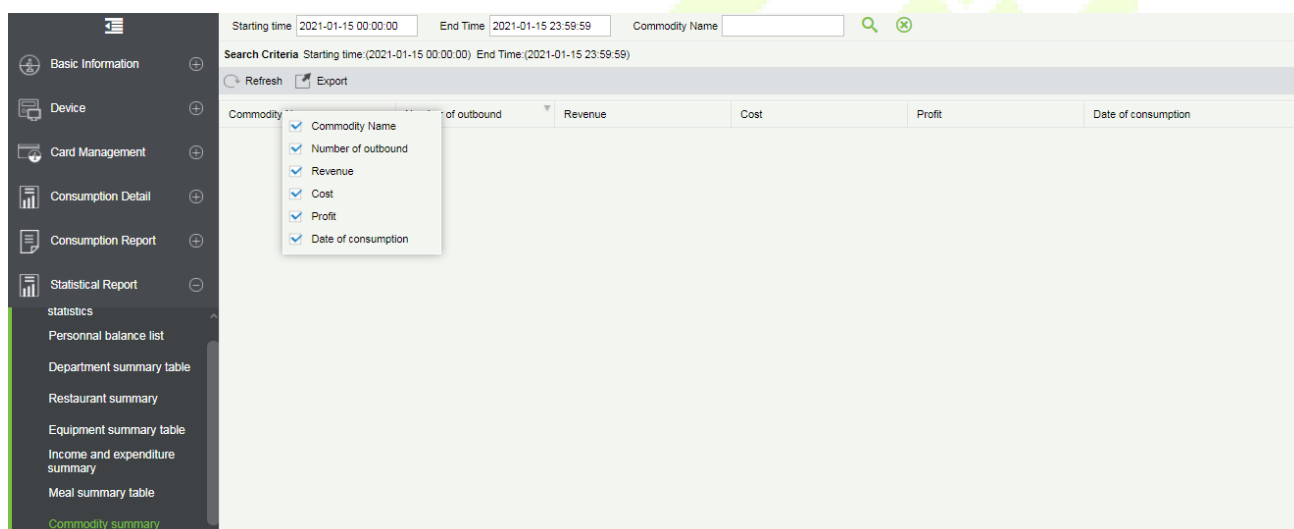 Starting time 2021-01-15 00:00:00 End Time 2021-01-15 23:59:59 Commodity Name
Search Criteria Starting time:(2021-01-15 00:00:00) End Time:(2021-01-15 23:59:59)
Refresh Export
Commodity of outbound Revenue Cost Profit Date of consumption
Commodity Name
Number of outbound
Revenue
Cost
Profit
Date of consumption
Basic Information
Device
Card Management
Consumption Detail
Consumption Report
Statistical Report
statistics
Personnal balance list
Department summary table
Restaurant summary
Equipment summary table
Income and expenditure
summary
Meal summary table
Commodity summary